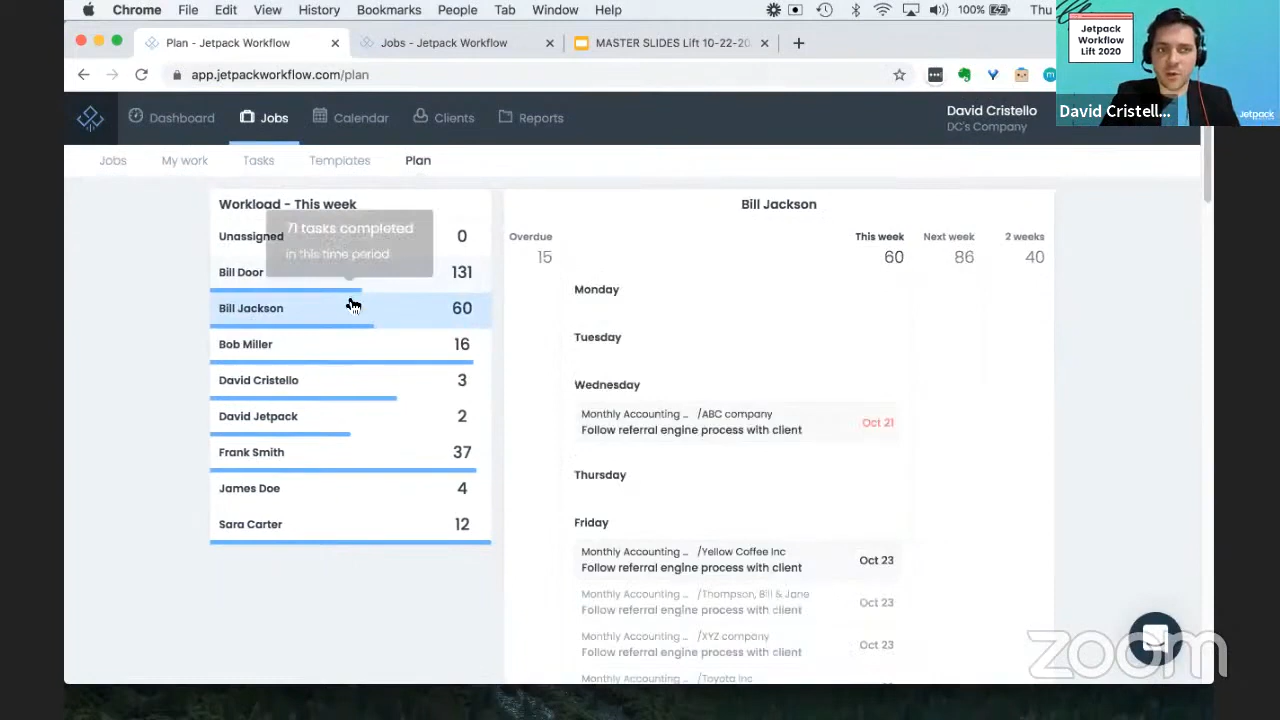 Chrome File Edit View History Bookmarks People Tab Window Help 100% Thu
Plan - Jetpack Workflow Jobs - Jetpack Workflow MASTER SLIDES Lift 10-22-20
app.jetpackworkflow.com/plan
Jetpack
Workflow
Lift 2020
David Cristell...
Jetpack
Dashboard Jobs Calendar Clients Reports
David Cristello
DC's Company
Jobs My work Tasks Templates Plan
Workload - This week
71 tasks completed
in this time period
Unassigned 0
Bill Door 131
Bill Jackson 60
Bob Miller 16
David Cristello 3
David Jetpack 2
Frank Smith 37
James Doe 4
Sara Carter 12
Bill Jackson
Overdue This week Next week 2 weeks
15 60 86 40
Monday
Tuesday
Wednesday
Monthly Accounting ... /ABC company
Follow referral engine process with client
Oct 21
Thursday
Friday
Monthly Accounting ... /Yellow Coffee Inc
Follow referral engine process with client
Oct 23
Monthly Accounting ... /Thompson, Bill & Jane
Follow referral engine process with client
Oct 23
Monthly Accounting ... /XYZ company
Follow referral engine process with client
Oct 23
Monthly Accounting ... /Toyota Inc
zoom